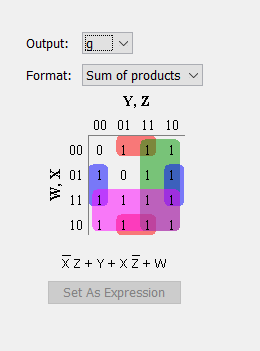 Output: g
Format: Sum of products
Y, Z
00 01 11 10
W, X
00 0 1 1 1
01 1 0 1 1
11 1 1 1 1
10 1 1 1 1
X̅ Z + Y + X Z̅ + W
Set As Expression